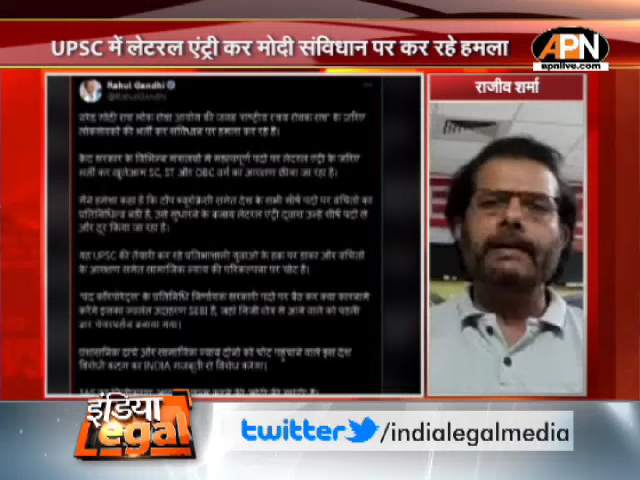 UPSC में लेटरल एंट्री कर मोदी संविधान पर कर रहे हमला
APN
apnlive.com
राजीव शर्मा
Rahul Gandhi
@RahulGandhi
नरेंद्र मोदी संघ लोक सेवा आयोग की जगह 'राष्ट्रीय स्वयं सेवक संघ' के ज़रिए
लोकसेवकों की भर्ती कर संविधान पर हमला कर रहे हैं।
केंद्र सरकार के विभिन्न मंत्रालयों में महत्वपूर्ण पदों पर लेटरल एंट्री के ज़रिए
भर्ती कर खुलेआम SC, ST और OBC वर्ग का आरक्षण छीना जा रहा है।
मैंने हमेशा कहा है कि टॉप ब्यूरोक्रेसी समेत देश के सभी शीर्ष पदों पर वंचितों का
प्रतिनिधित्व नहीं है, उसे सुधारने के बजाय लेटरल एंट्री द्वारा उन्हें शीर्ष पदों से
और दूर किया जा रहा है।
यह UPSC की तैयारी कर रहे प्रतिभाशाली युवाओं के हक़ पर डाका और वंचितों
के आरक्षण समेत सामाजिक न्याय की परिकल्पना पर चोट है।
'चंद कॉरपोरेट्स' के प्रतिनिधि निर्णायक सरकारी पदों पर बैठ कर क्या कारनामे
करेंगे इसका ज्वलंत उदाहरण SEBI है, जहां निजी क्षेत्र से आने वाले को पहली
बार चेयरपर्सन बनाया गया।
प्रशासनिक ढांचे और सामाजिक न्याय दोनों को चोट पहुंचाने वाले इस देश
विरोधी कदम का INDIA मजबूती से विरोध करेगा।
इंडिया
Legal
twitter /indialegalmedia